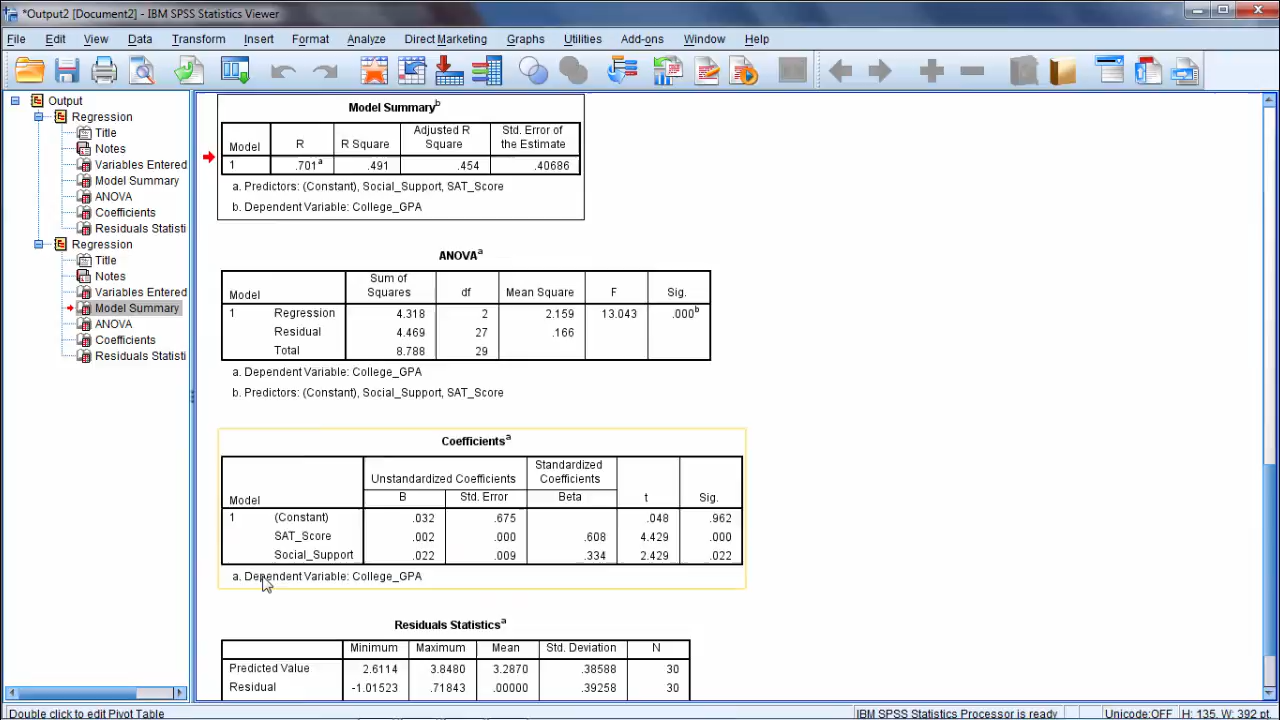 *Output2 [Document2] - IBM SPSS Statistics Viewer
File Edit View Data Transform Insert Format Analyze Direct Marketing Graphs Utilities Add-ons Window Help
Output
Regression
Title
Notes
Variables Entered
Model Summary
ANOVA
Coefficients
Residuals Statisti
Regression
Title
Notes
Variables Entered
Model Summary
ANOVA
Coefficients
Residuals Statisti
Model Summary b
Model R R Square Adjusted R Square Std. Error of the Estimate
1 .701 a .491 .454 .40686
a. Predictors: (Constant), Social_Support, SAT_Score
b. Dependent Variable: College_GPA
ANOVA a
Model Sum of Squares df Mean Square F Sig.
1 Regression 4.318 2 2.159 13.043 .000 b
Residual 4.469 27 .166
Total 8.788 29
a. Dependent Variable: College_GPA
b. Predictors: (Constant), Social_Support, SAT_Score
Coefficients a
Unstandardized Coefficients Standardized Coefficients
Model B Std. Error Beta t Sig.
1 (Constant) .032 .675 .048 .962
SAT_Score .002 .000 .608 4.429 .000
Social_Support .022 .009 .334 2.429 .022
a. Dependent Variable: College_GPA
Residuals Statistics a
Minimum Maximum Mean Std. Deviation N
Predicted Value 2.6114 3.8480 3.2870 .38588 30
Residual -1.01523 .71843 .00000 .39258 30
Double click to edit Pivot Table IBM SPSS Statistics Processor is ready Unicode:OFF H: 135, W: 392 pt.